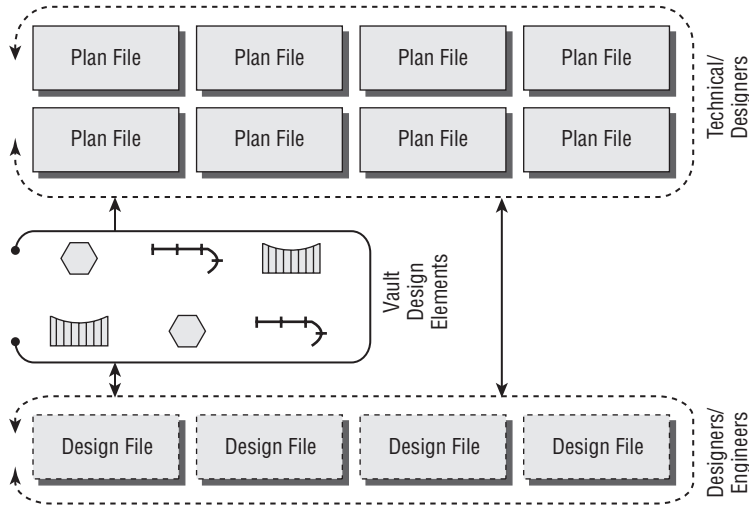 Plan File
Plan File
Plan File
Plan File
Plan File
Plan File
Plan File
Plan File
Technical/
Designers
Vault
Design
Elements
Design File
Design File
Design File
Design File
Designers/
Engineers